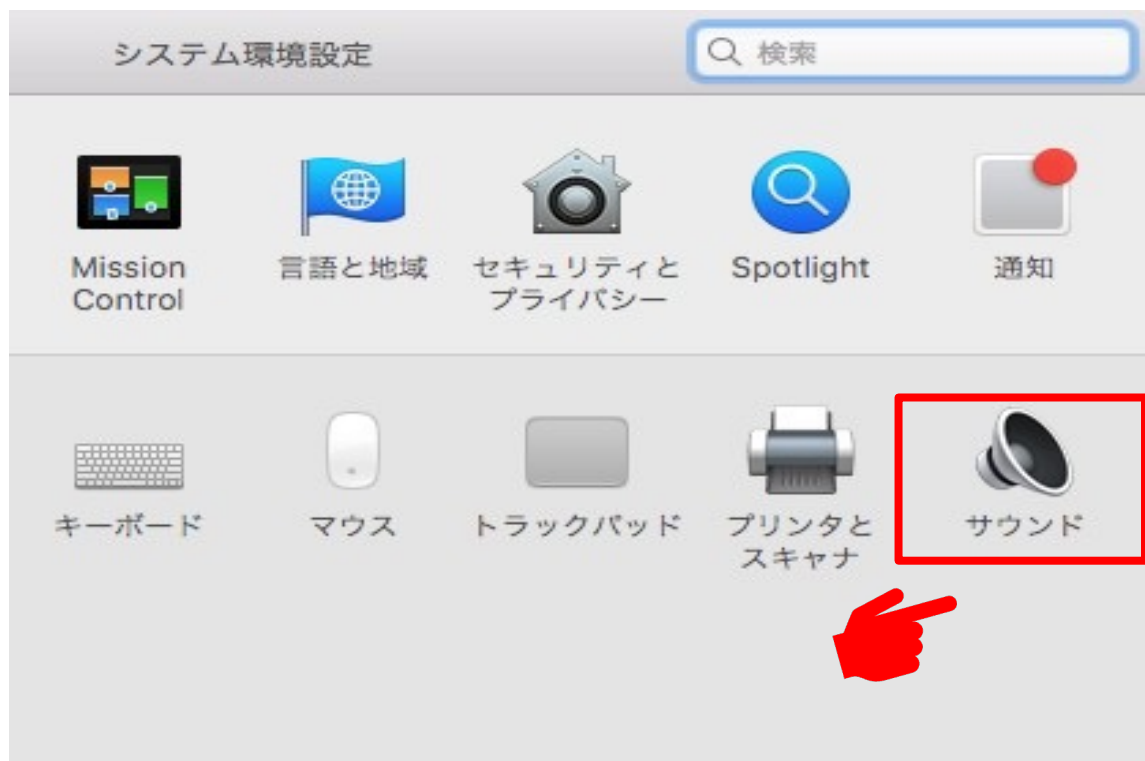 システム環境設定
検索
Mission
Control
言語と地域
セキュリティと
プライバシー
Spotlight
通知
キーボード
マウス
トラックパッド
プリンタと
スキャナ
サウンド